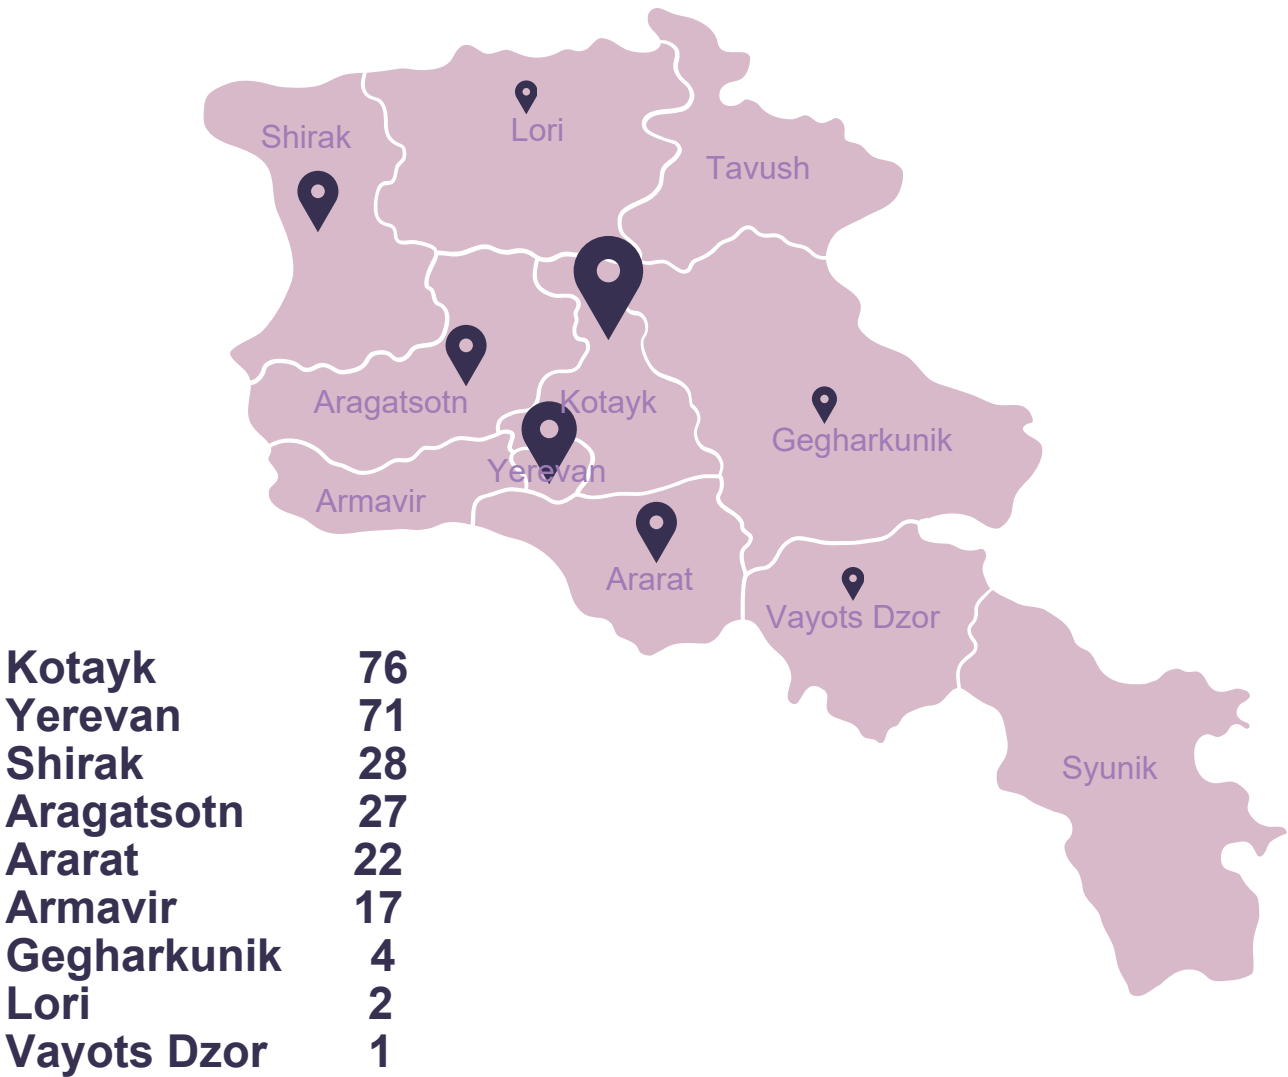 Lori
Shirak
Tavush
Aragatsotn
Kotayk
Gegharkunik
Yerevan
Armavir
Ararat
Vayots Dzor
Syunik
Kotayk 76
Yerevan 71
Shirak 28
Aragatsotn 27
Ararat 22
Armavir 17
Gegharkunik 4
Lori 2
Vayots Dzor 1